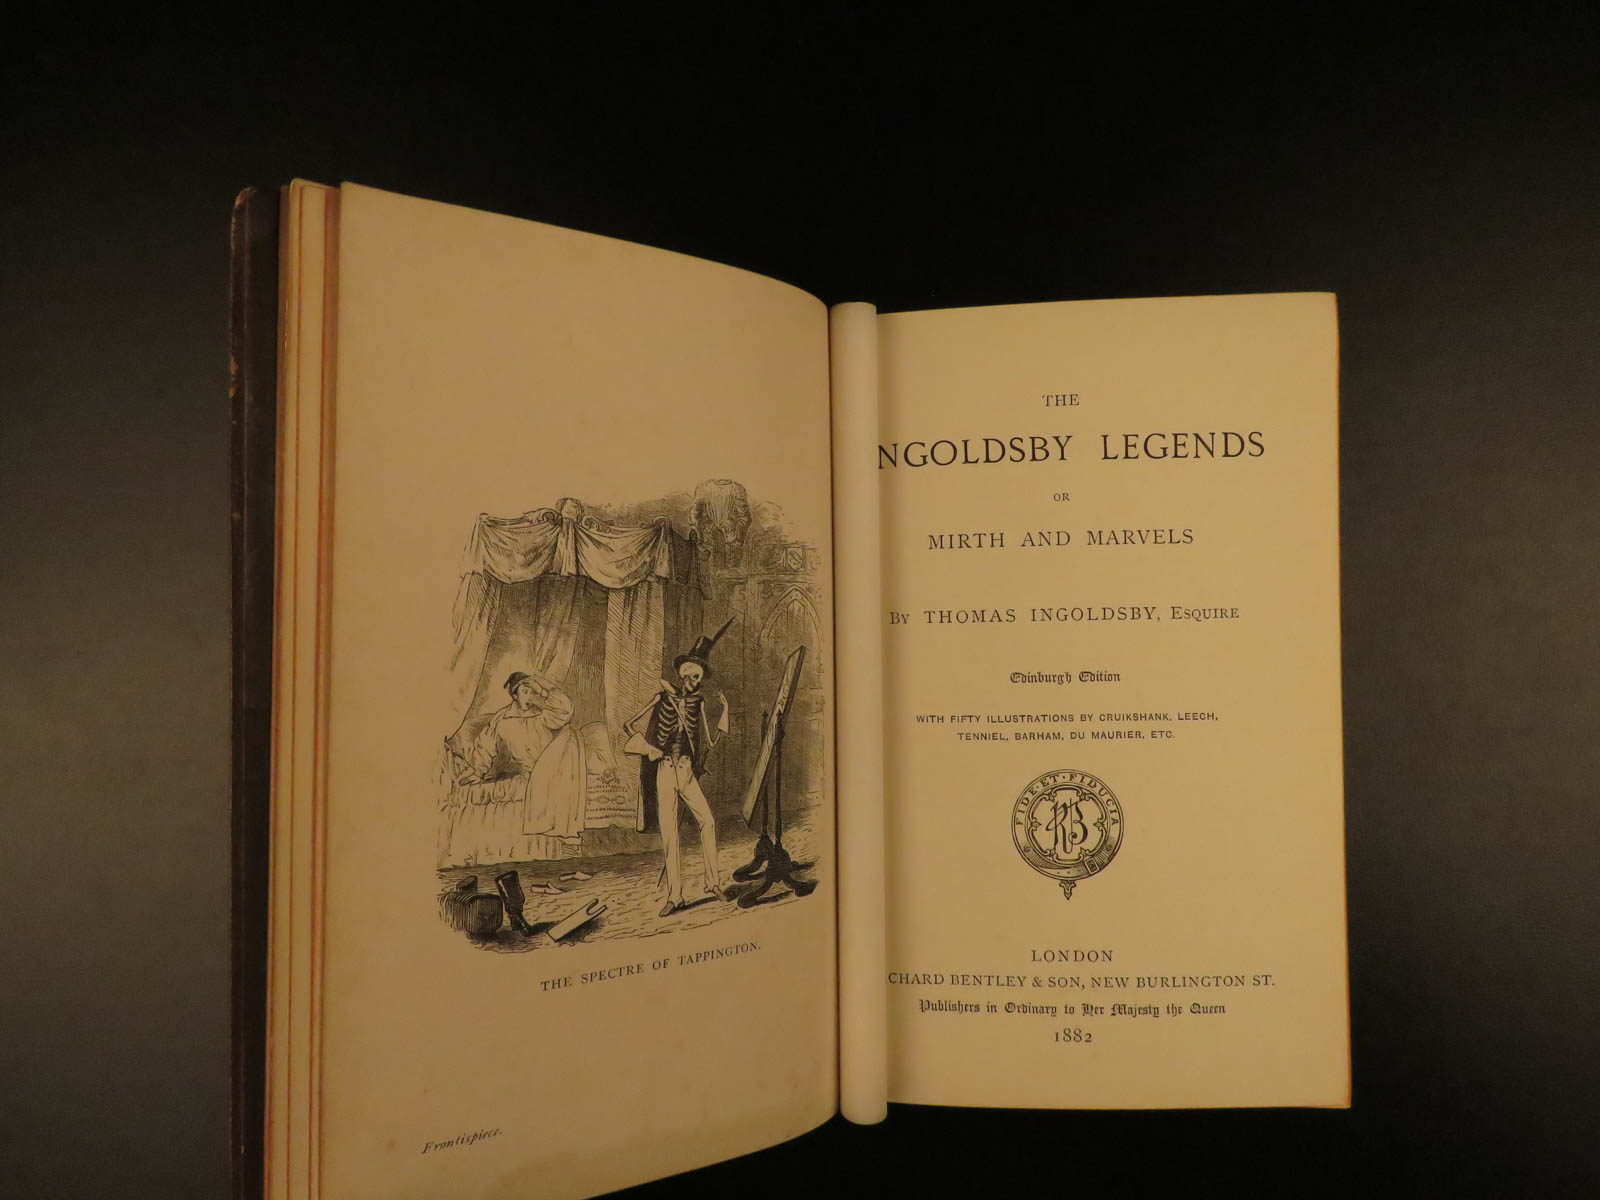 THE SPECTRE OF TAPPINGTON.
Frontispiece.
THE
NGOLDSBY LEGENDS
OR
MIRTH AND MARVELS
BY THOMAS INGOLDSBY, ESQUIRE
Edinburgh Edition
WITH FIFTY ILLUSTRATIONS BY CRUIKSHANK, LEECH,
TENNIEL, BARHAM, DU MAURIER, ETC.
FIDE·ET·FIDUCIA
RB
LONDON
CHARD BENTLEY & SON, NEW BURLINGTON ST.
Publishers in Ordinary to Her Majesty the Queen
1882